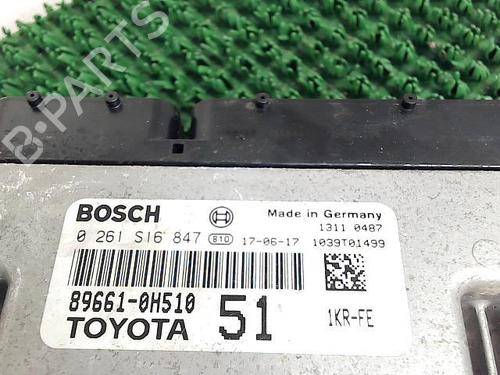 B-PARTS
BOSCH Made in Germany
1311 0487
0 261 S16 847 B10 17-06-17 1039T01499
89661-0H510
TOYOTA 51 1KR-FE